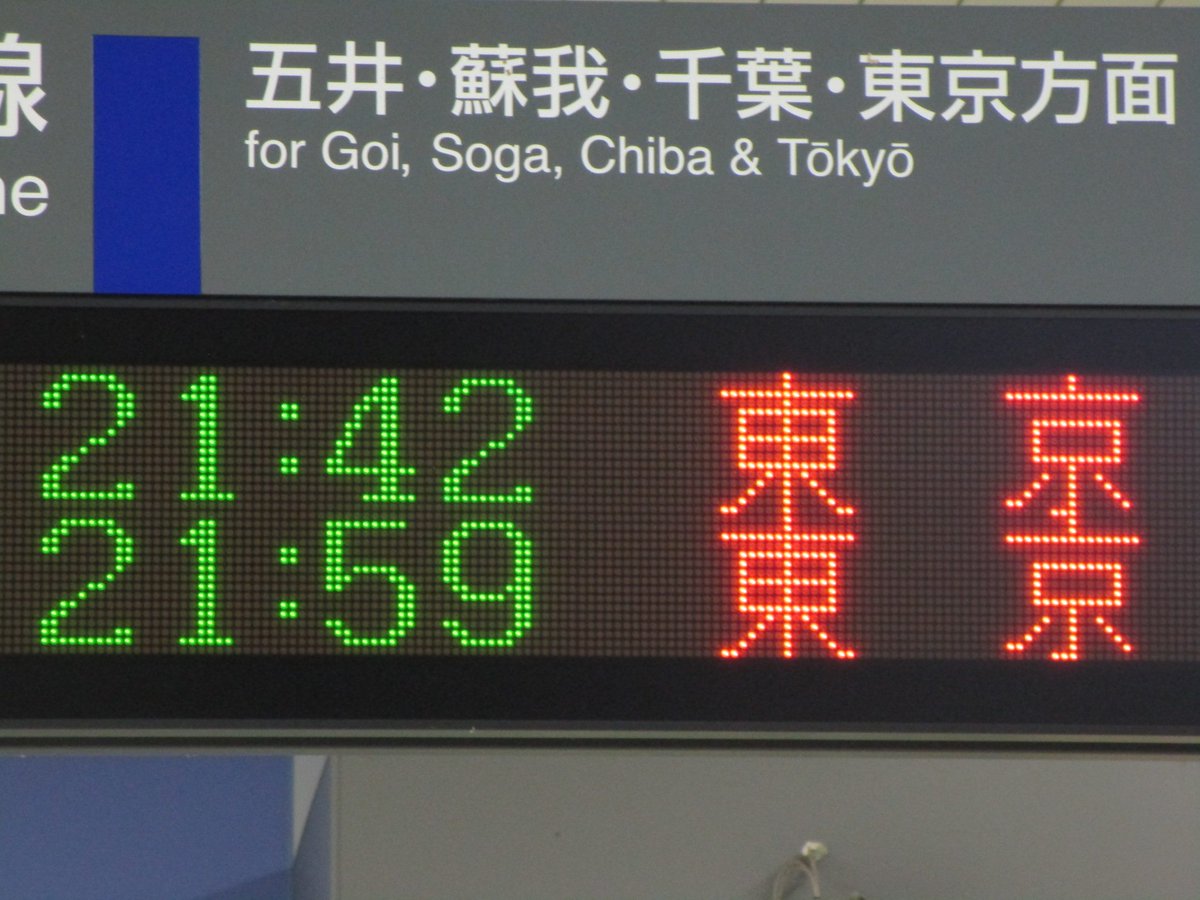 線
五井・蘇我・千葉・東京方面
for Goi, Soga, Chiba & Tōkyō
21:42 東京
21:59 東京